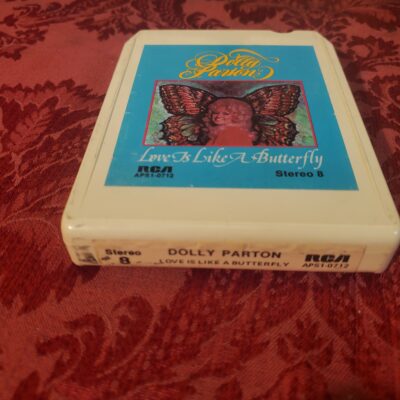 Dolly
Parton
Love Is Like A Butterfly
RCA
APS1-0712
Stereo 8
Stereo
8
DOLLY PARTON
LOVE IS LIKE A BUTTERFLY
RCA
APS1-0712